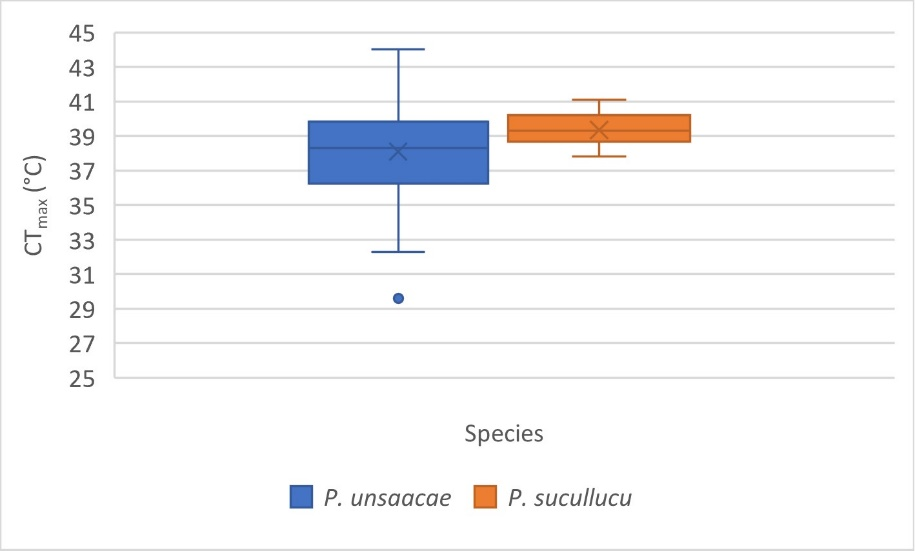 45
43
41
39
37
35
33
31
29
27
25
CTmax (°C)
Species
P. unsaacae
P. sucullucu